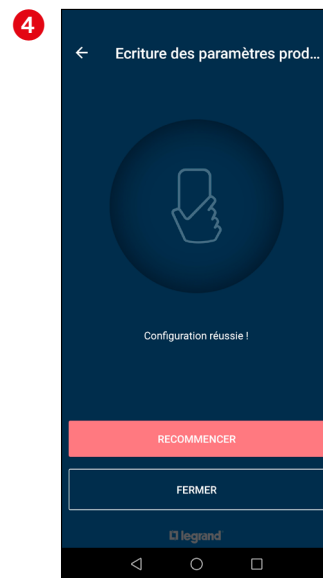 4
Ecriture des paramètres prod...
Configuration réussie !
RECOMMENCER
FERMER
legrand